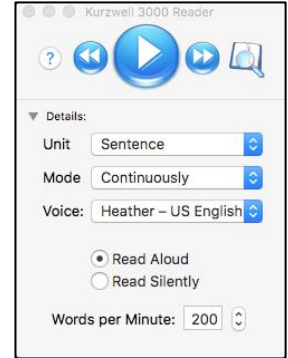 Kurzweil 3000 Reader
?
Details:
Unit Sentence
Mode Continuously
Voice: Heather – US English
Read Aloud
Read Silently
Words per Minute: 200